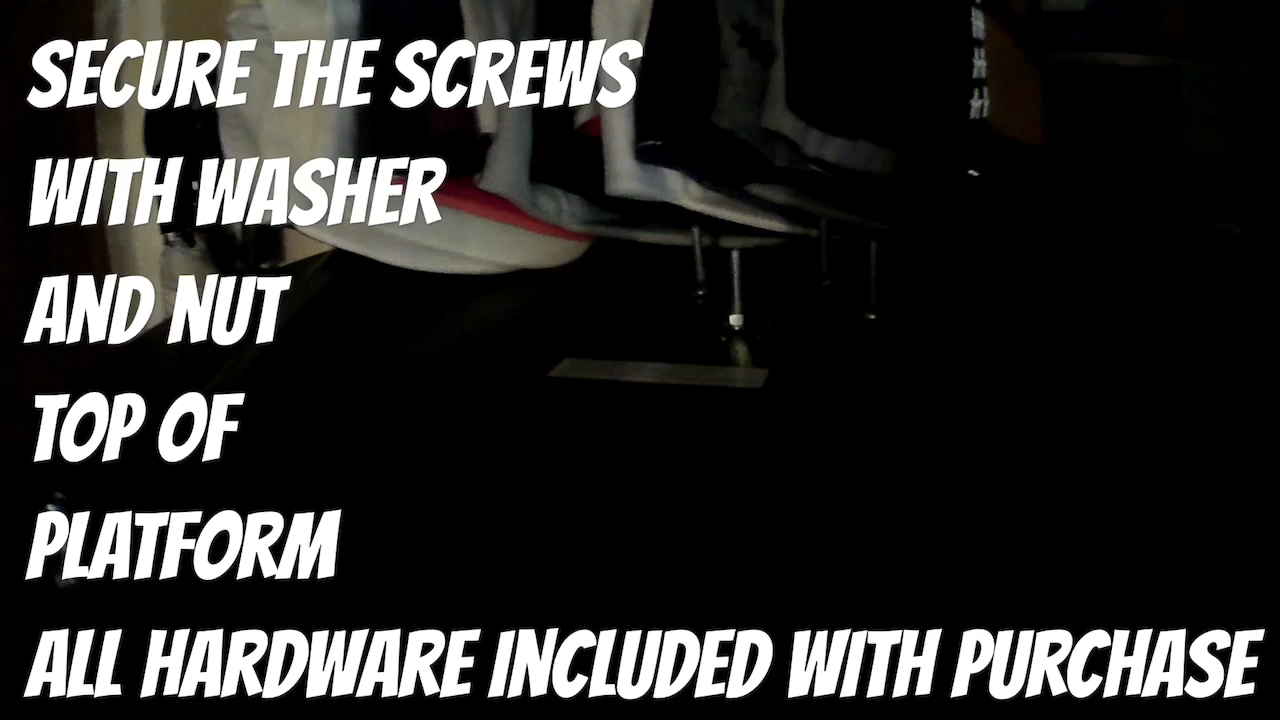 SECURE THE SCREWS
WITH WASHER
AND NUT
TOP OF
PLATFORM
ALL HARDWARE INCLUDED WITH PURCHASE